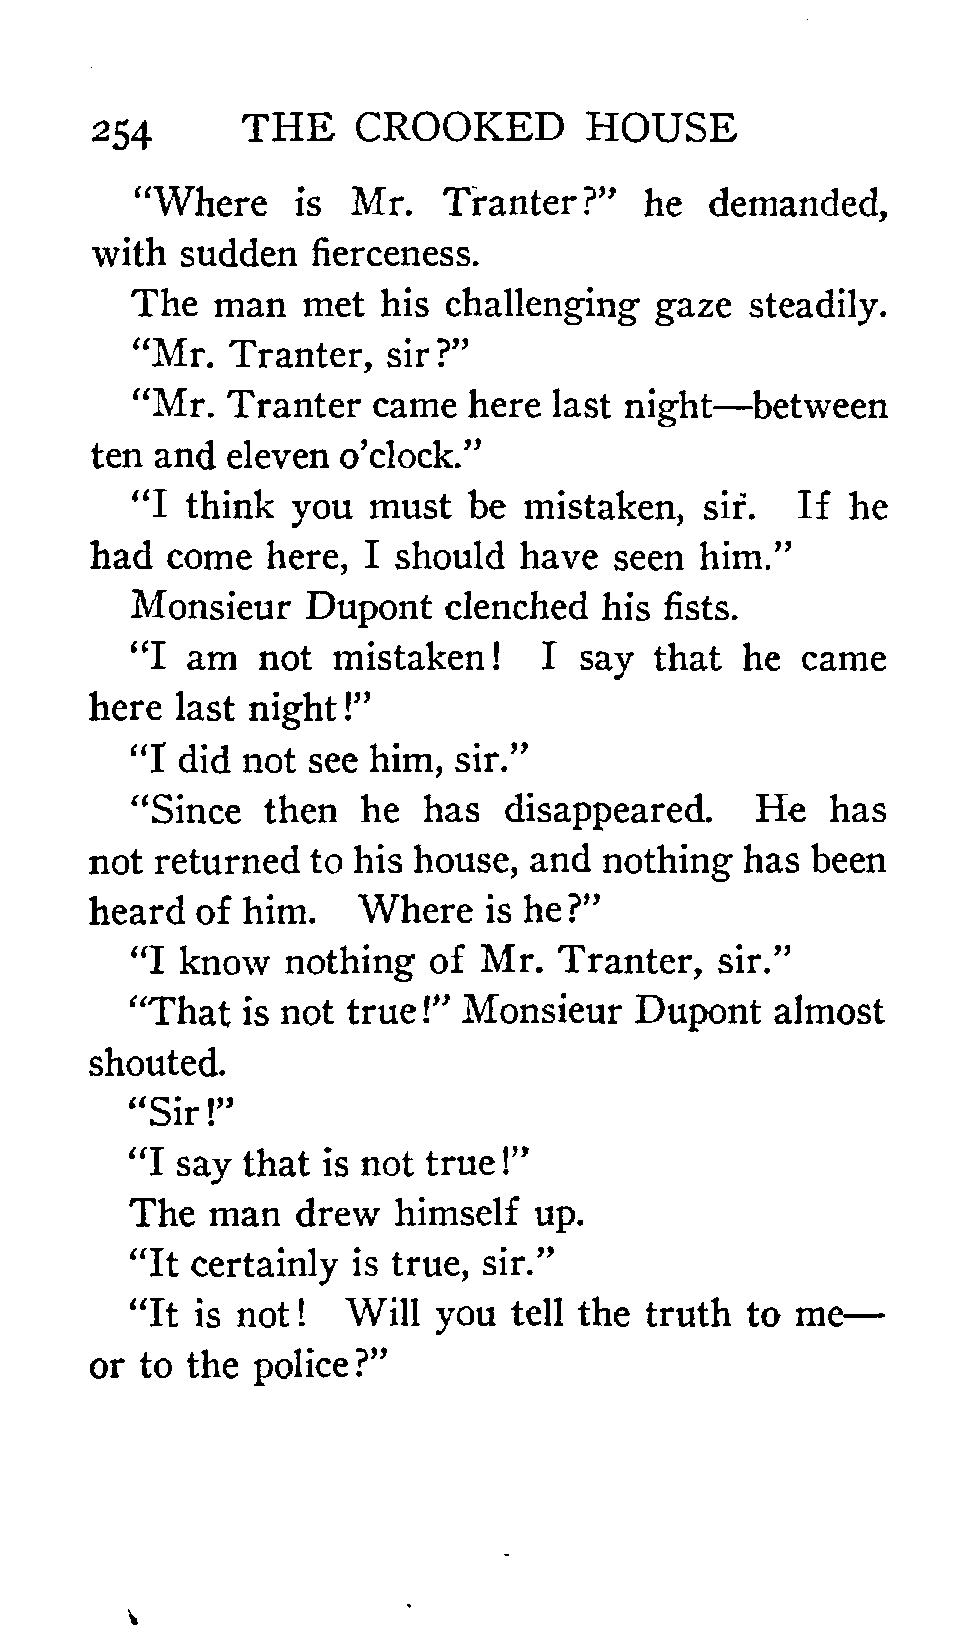 254 THE CROOKED HOUSE
“Where is Mr. Tranter?” he demanded,
with sudden fierceness.
The man met his challenging gaze steadily.
“Mr. Tranter, sir?”
“Mr. Tranter came here last night—between
ten and eleven o’clock.”
“I think you must be mistaken, sir. If he
had come here, I should have seen him.”
Monsieur Dupont clenched his fists.
“I am not mistaken! I say that he came
here last night!”
“I did not see him, sir.”
“Since then he has disappeared. He has
not returned to his house, and nothing has been
heard of him. Where is he?”
“I know nothing of Mr. Tranter, sir.”
“That is not true!” Monsieur Dupont almost
shouted.
“Sir!”
“I say that is not true!”
The man drew himself up.
“It certainly is true, sir.”
“It is not! Will you tell the truth to me—
or to the police?”